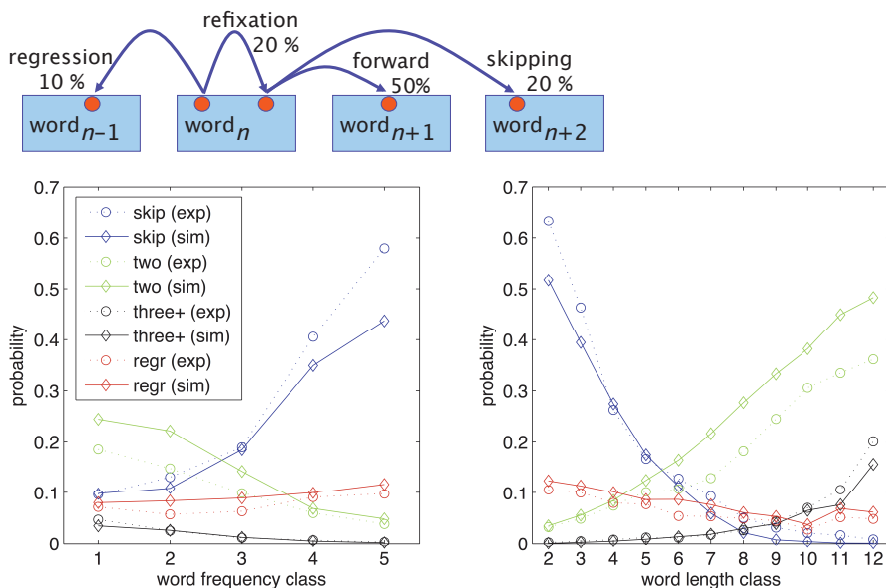 refixation
20 %
regression
10 %
forward
50%
skipping
20 %
word n-1
word n
word n+1
word n+2
0.7
0.6
0.5
0.4
0.3
0.2
0.1
0
probability
skip (exp)
skip (sim)
two (exp)
two (sim)
three+ (exp)
three+ (sim)
regr (exp)
regr (sim)
1 2 3 4 5
word frequency class
0.7
0.6
0.5
0.4
0.3
0.2
0.1
0
probability
2 3 4 5 6 7 8 9 10 11 12
word length class